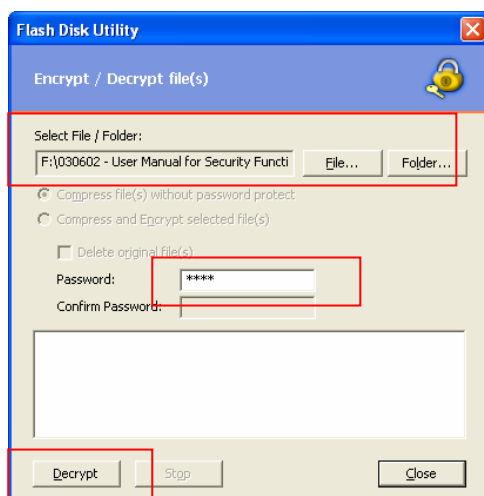 Flash Disk Utility
Encrypt / Decrypt file(s)
Select File / Folder:
F:\030602 - User Manual for Security Functi File... Folder...
Compress file(s) without password protect
Compress and Encrypt selected file(s)
Delete original file(s)
Password: ****
Confirm Password:
Decrypt Stop Close